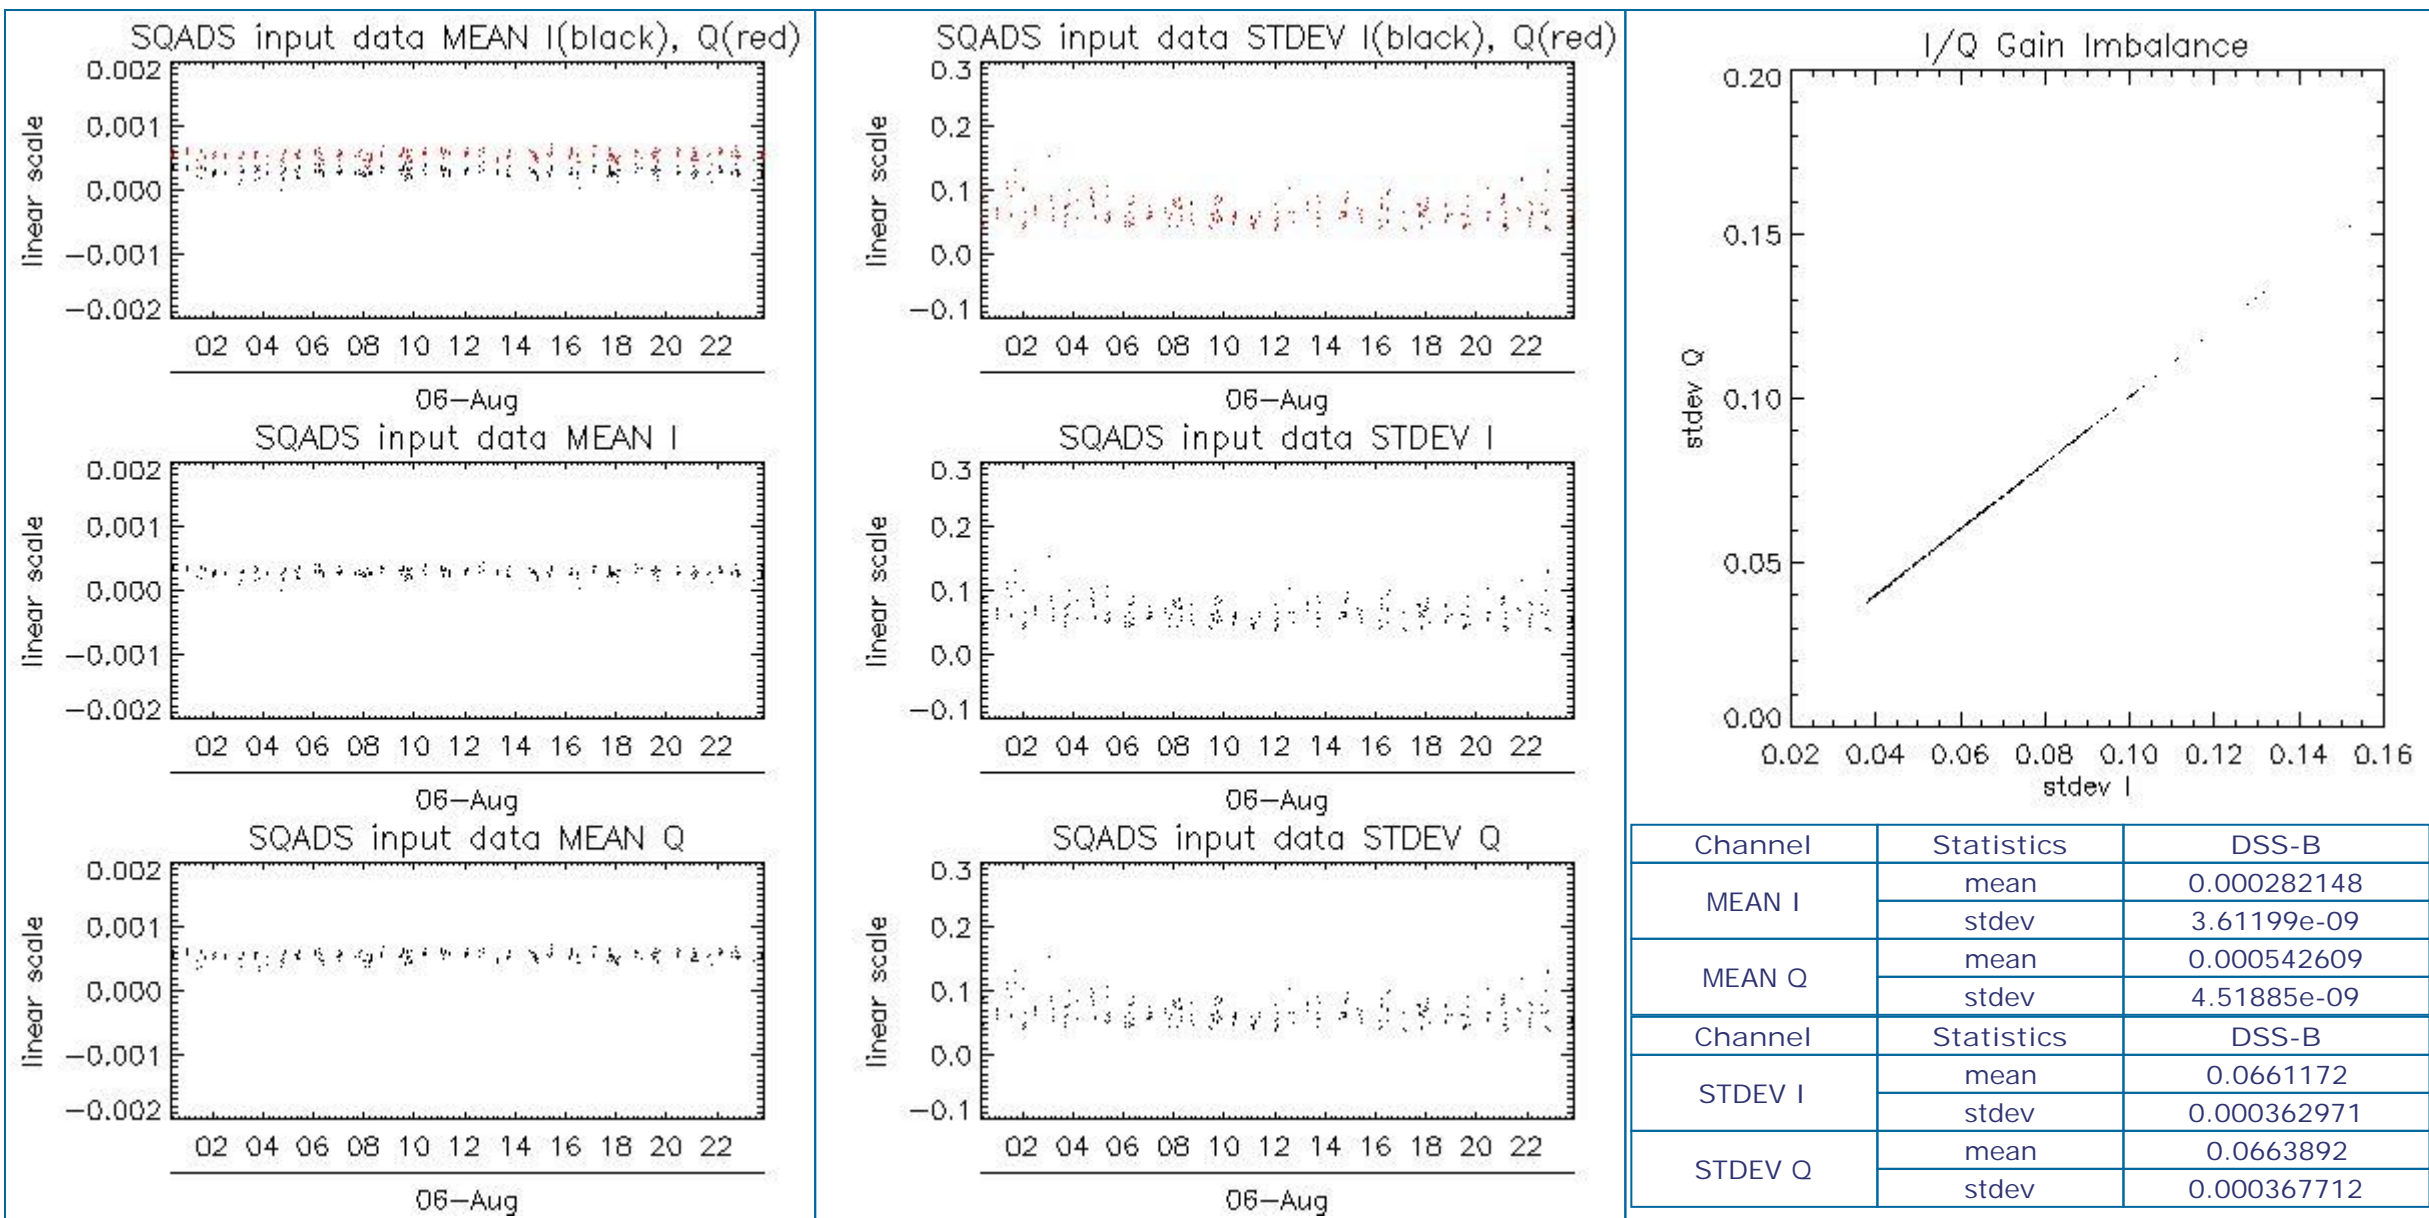 SQADS input data MEAN I(black), Q(red)
0.002
0.001
0.000
−0.001
−0.002
linear scale
02 04 06 08 10 12 14 16 18 20 22
06−Aug
SQADS input data MEAN I
0.002
0.001
0.000
−0.001
−0.002
linear scale
02 04 06 08 10 12 14 16 18 20 22
06−Aug
SQADS input data MEAN Q
0.002
0.001
0.000
−0.001
−0.002
linear scale
02 04 06 08 10 12 14 16 18 20 22
06−Aug
SQADS input data STDEV I(black), Q(red)
0.3
0.2
0.1
0.0
−0.1
linear scale
02 04 06 08 10 12 14 16 18 20 22
06−Aug
SQADS input data STDEV I
0.3
0.2
0.1
0.0
−0.1
linear scale
02 04 06 08 10 12 14 16 18 20 22
06−Aug
SQADS input data STDEV Q
0.3
0.2
0.1
0.0
−0.1
linear scale
02 04 06 08 10 12 14 16 18 20 22
06−Aug
I/Q Gain Imbalance
0.20
0.15
0.10
0.05
0.00
stdev Q
0.02 0.04 0.06 0.08 0.10 0.12 0.14 0.16
stdev I
Channel Statistics DSS-B
MEAN I mean 0.000282148
stdev 3.61199e-09
MEAN Q mean 0.000542609
stdev 4.51885e-09
Channel Statistics DSS-B
STDEV I mean 0.0661172
stdev 0.000362971
STDEV Q mean 0.0663892
stdev 0.000367712